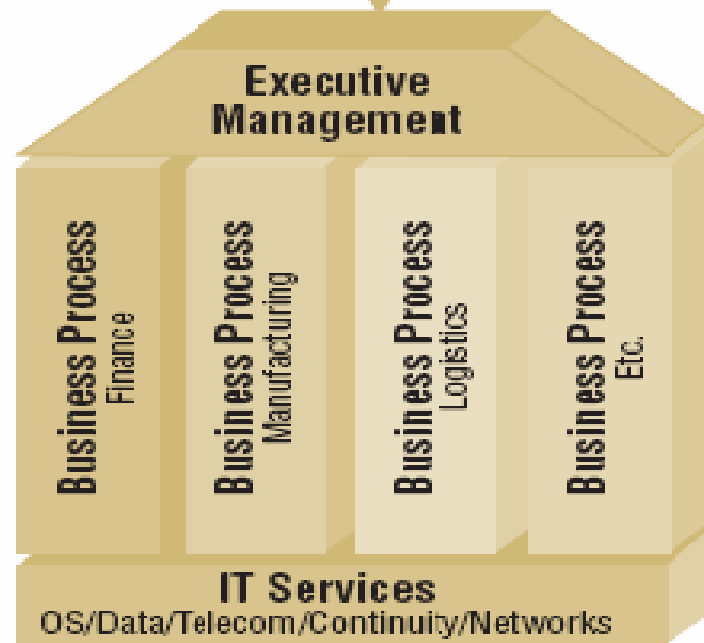 Executive
Management
Business Process
Finance
Business Process
Manufacturing
Business Process
Logistics
Business Process
Etc.
IT Services
OS/Data/Telecom/Continuity/Networks